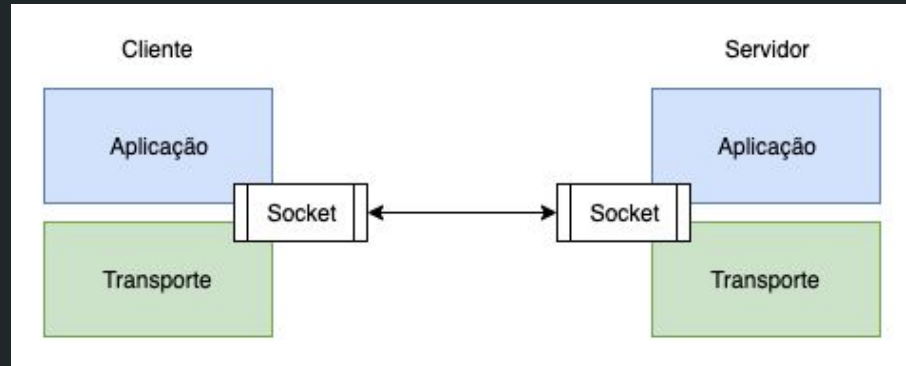 Cliente
Servidor
Aplicação
Aplicação
Socket
Socket
Transporte
Transporte